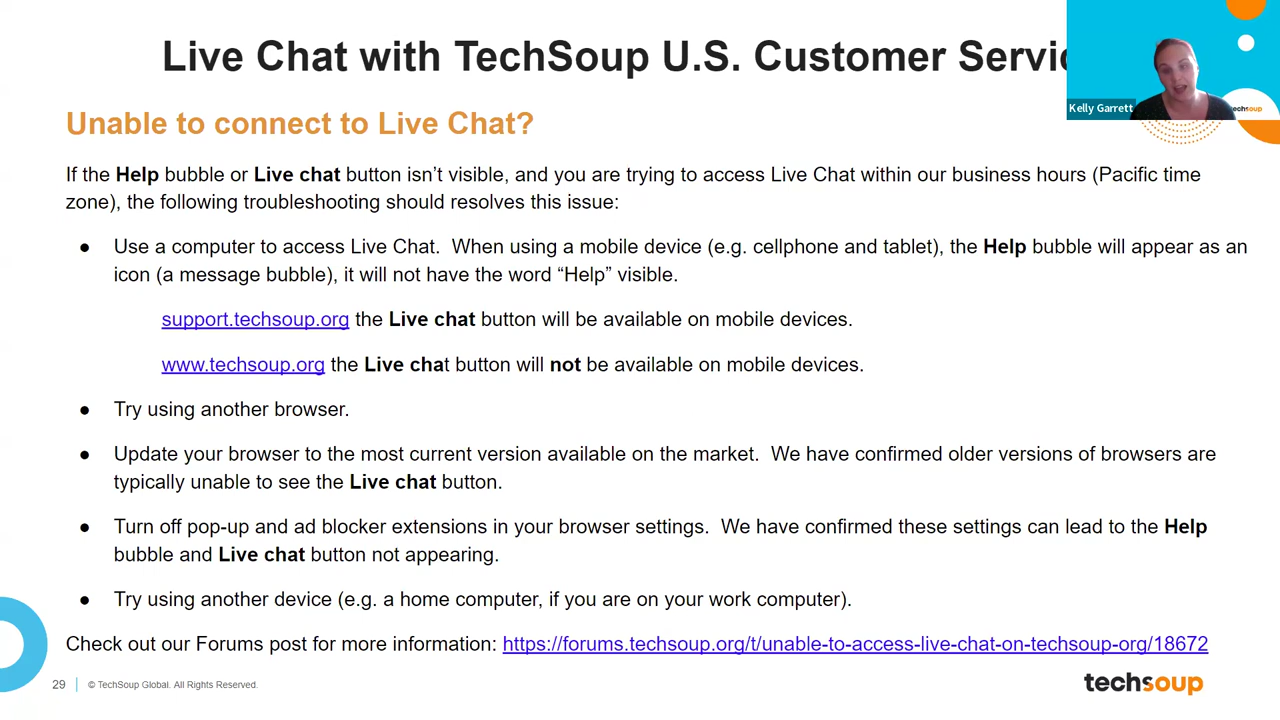 Live Chat with TechSoup U.S. Customer Servi
Kelly Garrett
techsoup
Unable to connect to Live Chat?
If the Help bubble or Live chat button isn’t visible, and you are trying to access Live Chat within our business hours (Pacific time
zone), the following troubleshooting should resolves this issue:
● Use a computer to access Live Chat. When using a mobile device (e.g. cellphone and tablet), the Help bubble will appear as an
icon (a message bubble), it will not have the word “Help” visible.
support.techsoup.org the Live chat button will be available on mobile devices.
www.techsoup.org the Live chat button will not be available on mobile devices.
● Try using another browser.
● Update your browser to the most current version available on the market. We have confirmed older versions of browsers are
typically unable to see the Live chat button.
● Turn off pop-up and ad blocker extensions in your browser settings. We have confirmed these settings can lead to the Help
bubble and Live chat button not appearing.
● Try using another device (e.g. a home computer, if you are on your work computer).
Check out our Forums post for more information: https://forums.techsoup.org/t/unable-to-access-live-chat-on-techsoup-org/18672
29 | © TechSoup Global. All Rights Reserved.
techsoup